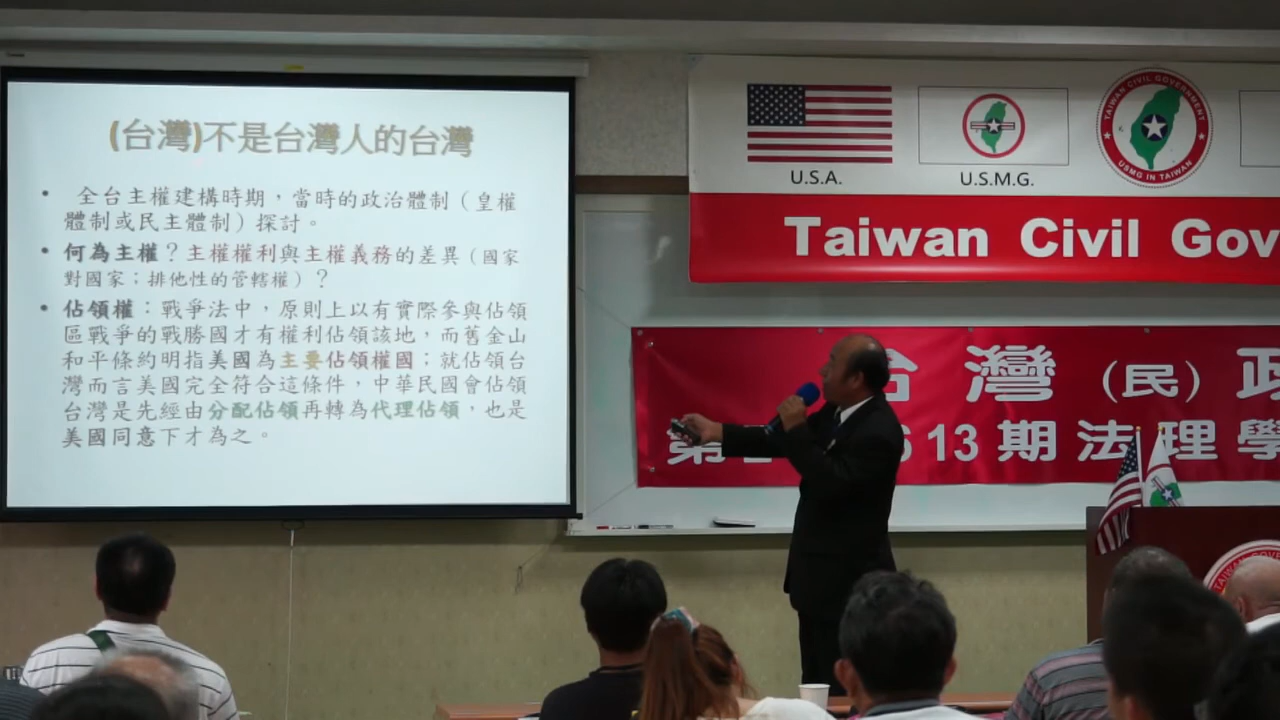 (台灣)不是台灣人的台灣
• 全台主權建構時期，當時的政治體制（皇權
體制或民主體制）探討。
• 何為主權？主權權利與主權義務的差異（國家
對國家；排他性的管轄權）？
• 佔領權：戰爭法中，原則上以有實際參與佔領
區戰爭的戰勝國才有權利佔領該地，而舊金山
和平條約明指美國為主要佔領權國；就佔領台
灣而言美國完全符合這條件，中華民國會佔領
台灣是先經由分配佔領再轉為代理佔領，也是
美國同意下才為之。
U.S.A.
U.S.M.G.
TAIWAN CIVIL GOVERNMENT
USMG IN TAIWAN
Taiwan Civil Gov
台灣（民）政
第 613期法理學
TAIWAN